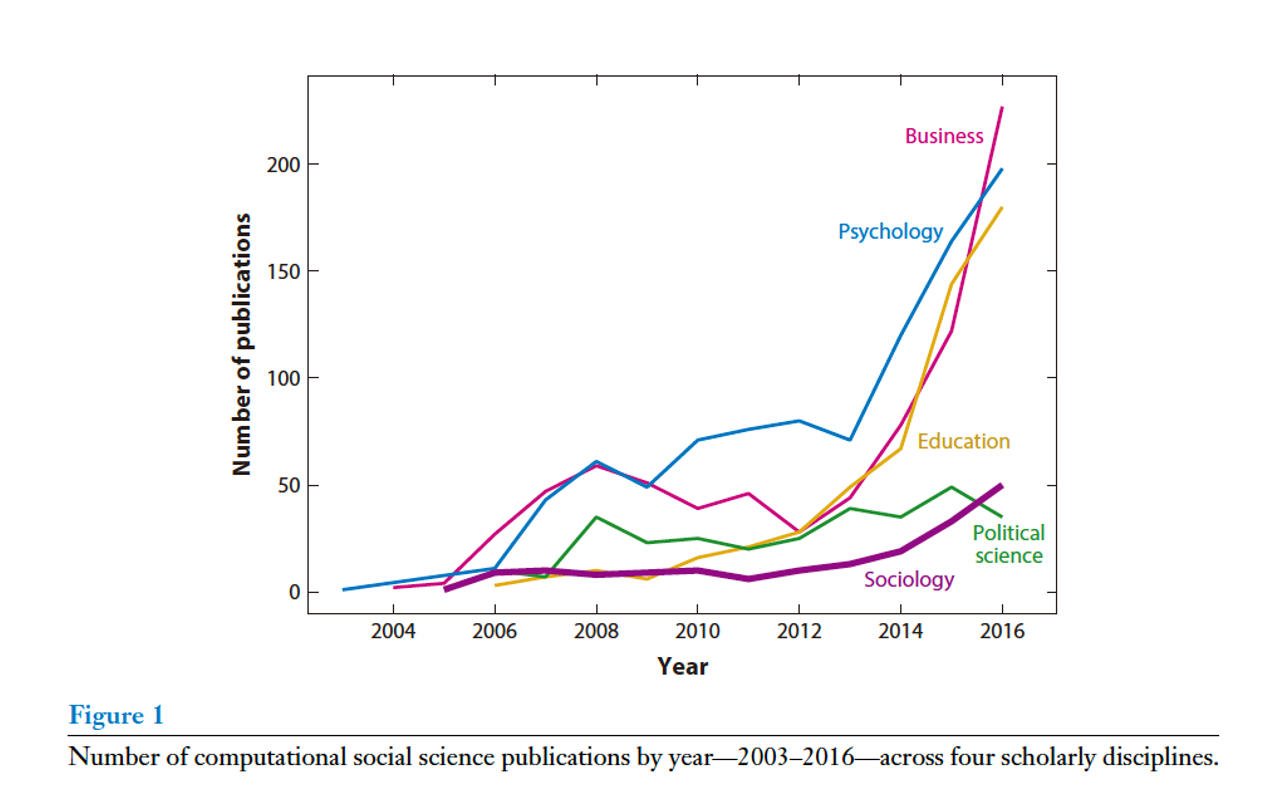 Business
200
Psychology
150
Number of publications
100
Education
50
Political
science
Sociology
0
2004 2006 2008 2010 2012 2014 2016
Year
Figure 1
Number of computational social science publications by year—2003–2016—across four scholarly disciplines.